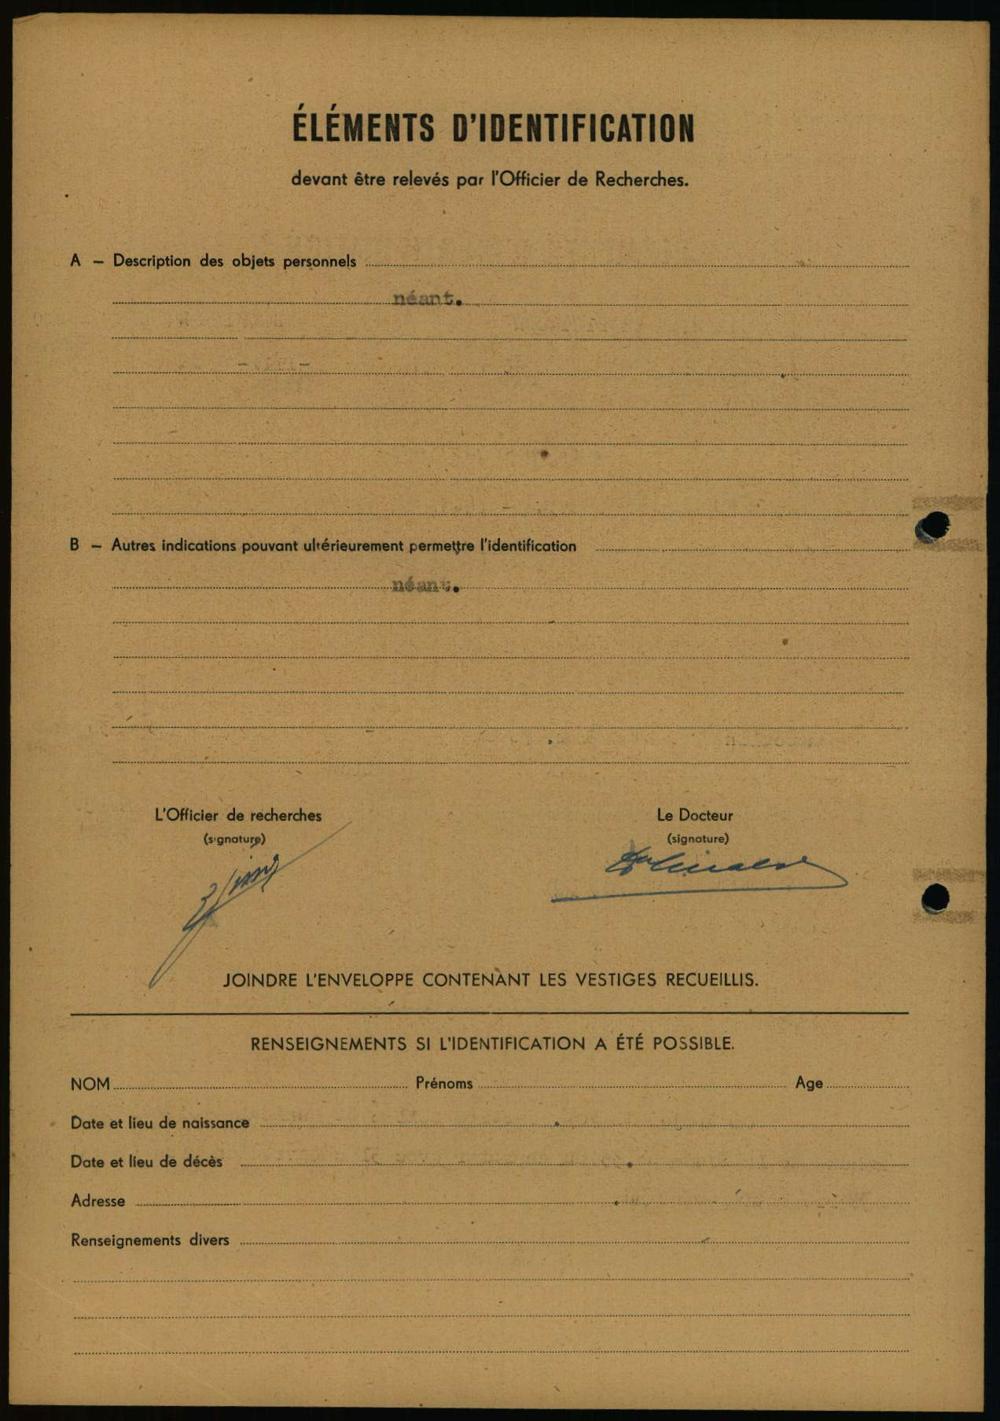 ÉLÉMENTS D'IDENTIFICATION
devant être relevés par l'Officier de Recherches.
A — Description des objets personnels
néant.
B — Autres indications pouvant ultérieurement permettre l'identification
néant.
L'Officier de recherches
(signature)
Le Docteur
(signature)
JOINDRE L'ENVELOPPE CONTENANT LES VESTIGES RECUEILLIS.
RENSEIGNEMENTS SI L'IDENTIFICATION A ÉTÉ POSSIBLE.
NOM Prénoms Age
Date et lieu de naissance
Date et lieu de décès
Adresse
Renseignements divers